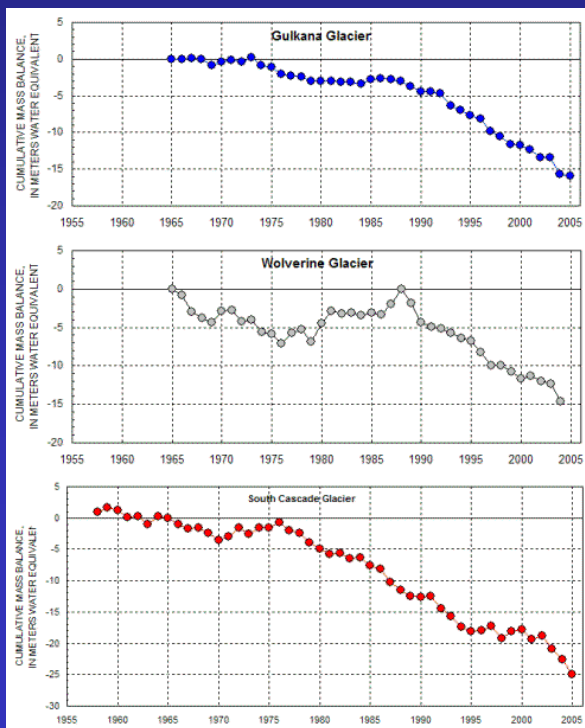 Gulkana Glacier
CUMULATIVE MASS BALANCE,
IN METERS WATER EQUIVALENT
5
0
-5
-10
-15
-20
1955 1960 1965 1970 1975 1980 1985 1990 1995 2000 2005
Wolverine Glacier
CUMULATIVE MASS BALANCE,
IN METERS WATER EQUIVALENT
5
0
-5
-10
-15
-20
1955 1960 1965 1970 1975 1980 1985 1990 1995 2000 2005
South Cascade Glacier
CUMULATIVE MASS BALANCE,
IN METERS WATER EQUIVALEN
5
0
-5
-10
-15
-20
-25
-30
1955 1960 1965 1970 1975 1980 1985 1990 1995 2000 2005